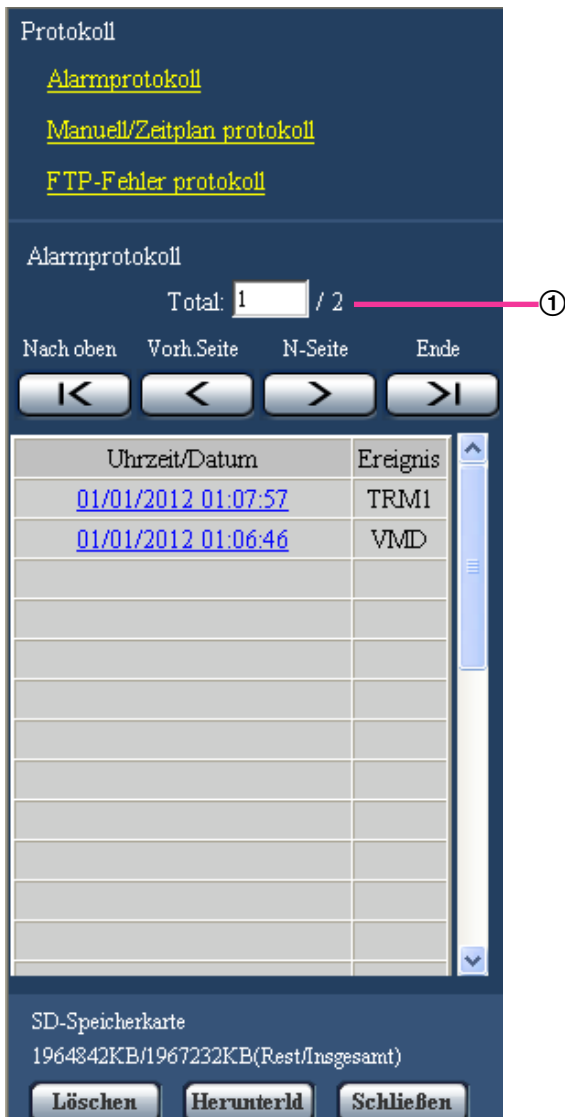 Protokoll
Alarmprotokoll
Manuell/Zeitplan protokoll
FTP-Fehler protokoll
Alarmprotokoll
Total: 1 / 2 ①
Nach oben Vorh.Seite N-Seite Ende
Uhrzeit/Datum Ereignis
01/01/2012 01:07:57 TRM1
01/01/2012 01:06:46 VMD
SD-Speicherkarte
1964842KB/1967232KB(Rest/Insgesamt)
Löschen Herunterld Schließen